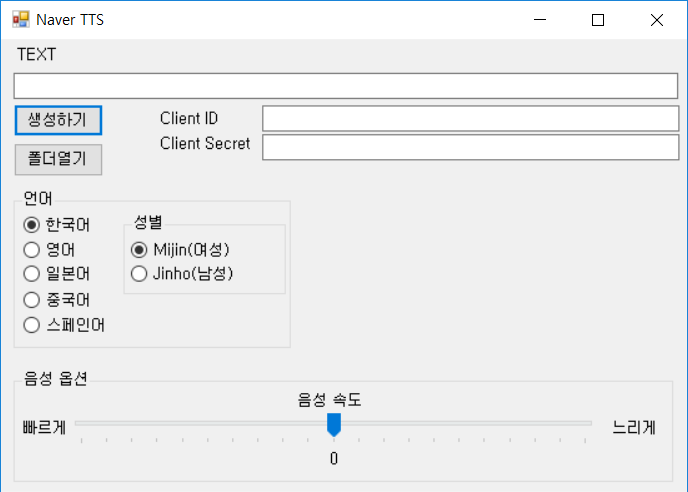 Naver TTS
TEXT
생성하기
Client ID
폴더열기
Client Secret
언어
한국어
영어
일본어
중국어
스페인어
성별
Mijin(여성)
Jinho(남성)
음성 옵션
음성 속도
빠르게
느리게
0